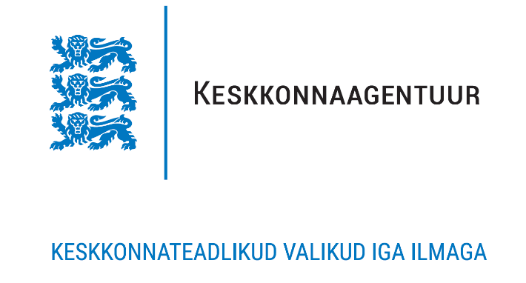 KESKKONNAAGENTUUR
KESKKONNATEADLIKUD VALIKUD IGA ILMAGA